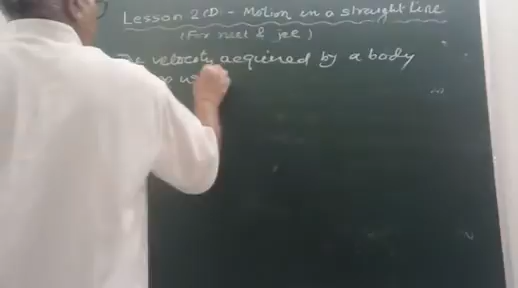 Lesson 2(D) - Motion in a straight line
(For neet & jee)
velocity acquired by a body